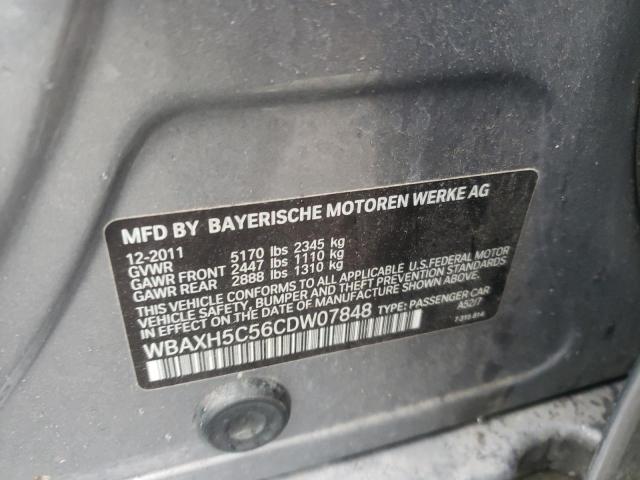 MFD BY BAYERISCHE MOTOREN WERKE AG
12-2011
GVWR 5170 lbs 2345 kg
GAWR FRONT 2447 lbs 1110 kg
GAWR REAR 2888 lbs 1310 kg
THIS VEHICLE CONFORMS TO ALL APPLICABLE U.S.FEDERAL MOTOR
VEHICLE SAFETY, BUMPER AND THEFT PREVENTION STANDARDS
IN EFFECT ON THE DATE OF MANUFACTURE SHOWN ABOVE.
WBAXH5C56CDW07848 TYPE: PASSENGER CAR
A52/7